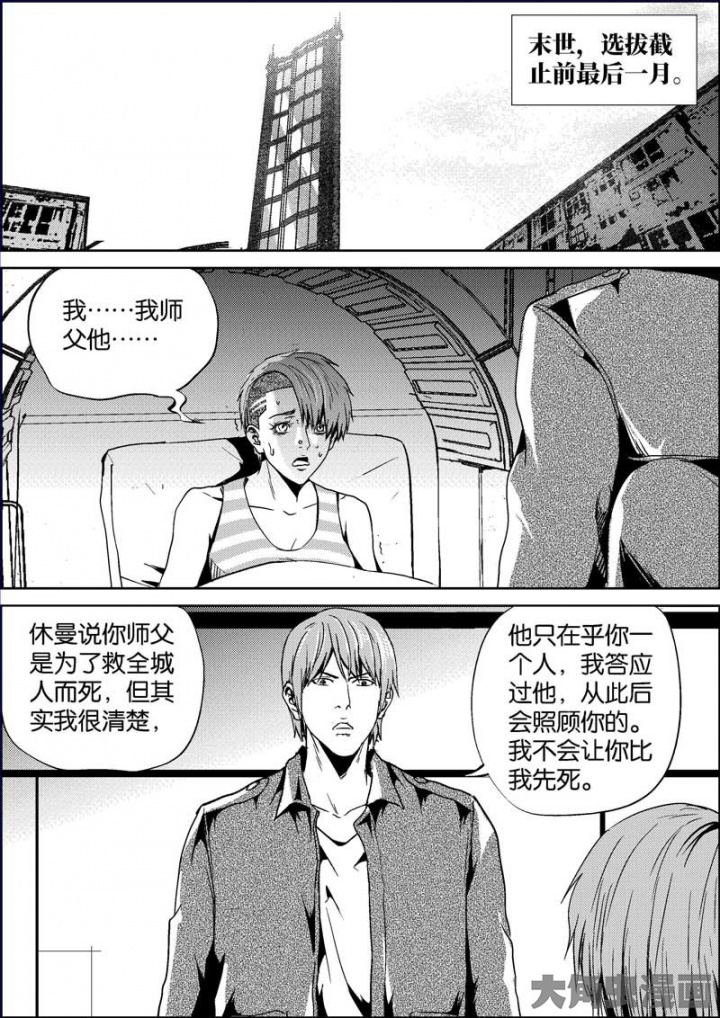 末世，选拔截
止前最后一月。
我……我师
父他……
休曼说你师父
是为了救全城
人而死，但其
实我很清楚，
他只在乎你一
个人，我答应
过他，从此后
会照顾你的。
我不会让你比
我先死。